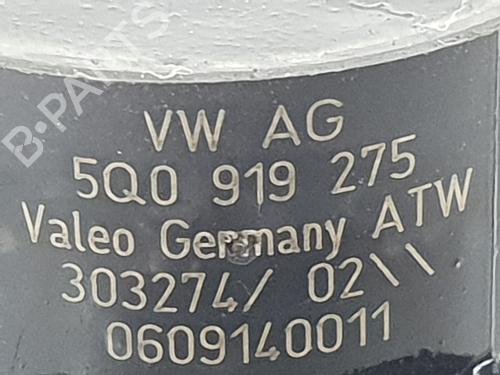 B-PARTS
VW AG
5Q0 919 275
Valeo Germany ATW
303274/ 02\\
0609140011